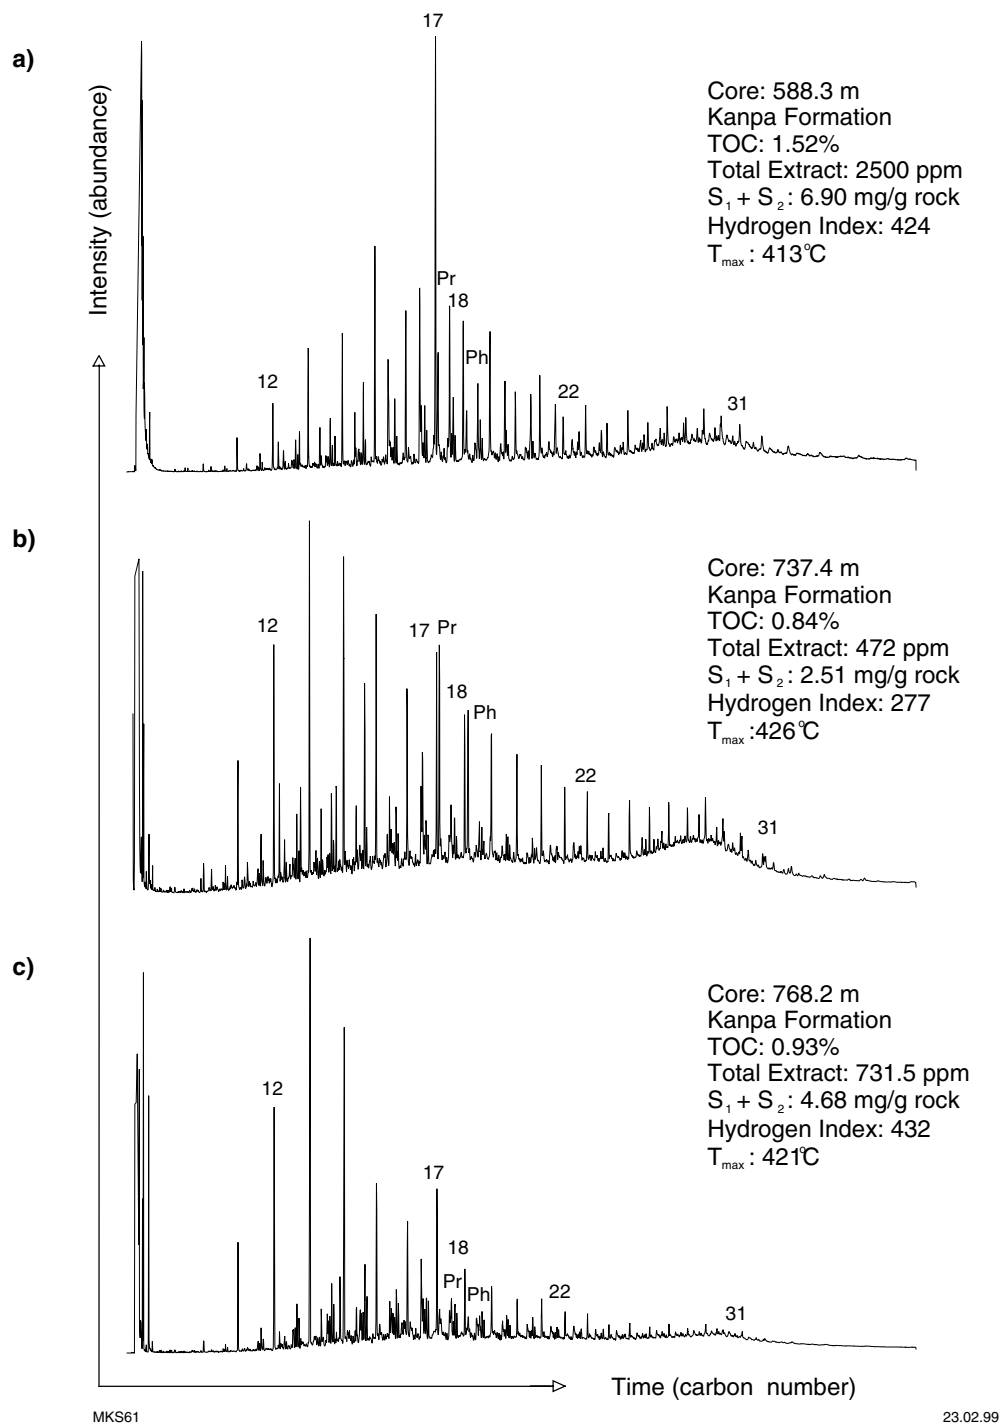 a)
17
Pr
18
Ph
12
22
31
Core: 588.3 m
Kanpa Formation
TOC: 1.52%
Total Extract: 2500 ppm
S₁ + S₂ : 6.90 mg/g rock
Hydrogen Index: 424
Tmax : 413°C
Intensity (abundance)
b)
12
17 Pr
18
Ph
22
31
Core: 737.4 m
Kanpa Formation
TOC: 0.84%
Total Extract: 472 ppm
S₁ + S₂ : 2.51 mg/g rock
Hydrogen Index: 277
Tmax :426°C
c)
12
17
18
Pr
Ph
22
31
Core: 768.2 m
Kanpa Formation
TOC: 0.93%
Total Extract: 731.5 ppm
S₁ + S₂ : 4.68 mg/g rock
Hydrogen Index: 432
Tmax : 421°C
Time (carbon number)
MKS61
23.02.99